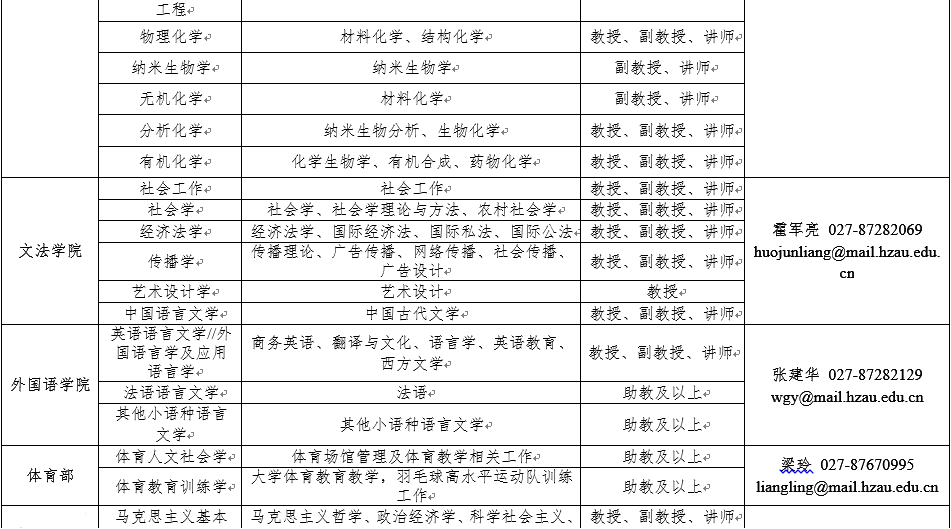 工程
物理化学 材料化学、结构化学 教授、副教授、讲师
纳米生物学 纳米生物学 副教授、讲师
无机化学 材料化学 副教授、讲师
分析化学 纳米生物分析、生物化学 教授、副教授、讲师
有机化学 化学生物学、有机合成、药物化学 教授、副教授、讲师
文法学院
社会工作 社会工作 教授、副教授、讲师
社会学 社会学、社会学理论与方法、农村社会学 教授、副教授、讲师
经济法学 经济法学、国际经济法、国际私法、国际公法 教授、副教授、讲师
传播学 传播理论、广告传播、网络传播、社会传播、
广告设计 教授、副教授、讲师
艺术设计学 艺术设计 教授
中国语言文学 中国古代文学 教授、副教授、讲师
霍军亮 027-87282069
huojunliang@mail.hzau.edu.
cn
外国语学院
英语语言文学//外
国语言学及应用
语言学
商务英语、翻译与文化、语言学、英语教育、
西方文学
教授、副教授、讲师
法语语言文学 法语 助教及以上
其他小语种语言
文学
其他小语种语言文学 助教及以上
张建华 027-87282129
wgy@mail.hzau.edu.cn
体育部
体育人文社会学 体育场馆管理及体育教学相关工作 助教及以上
体育教育训练学 大学体育教育教学，羽毛球高水平运动队训练
工作 助教及以上
梁玲 027-87670995
liangling@mail.hzau.edu.cn
马克思主义基本 马克思主义哲学、政治经济学、科学社会主义、 教授、副教授、讲师